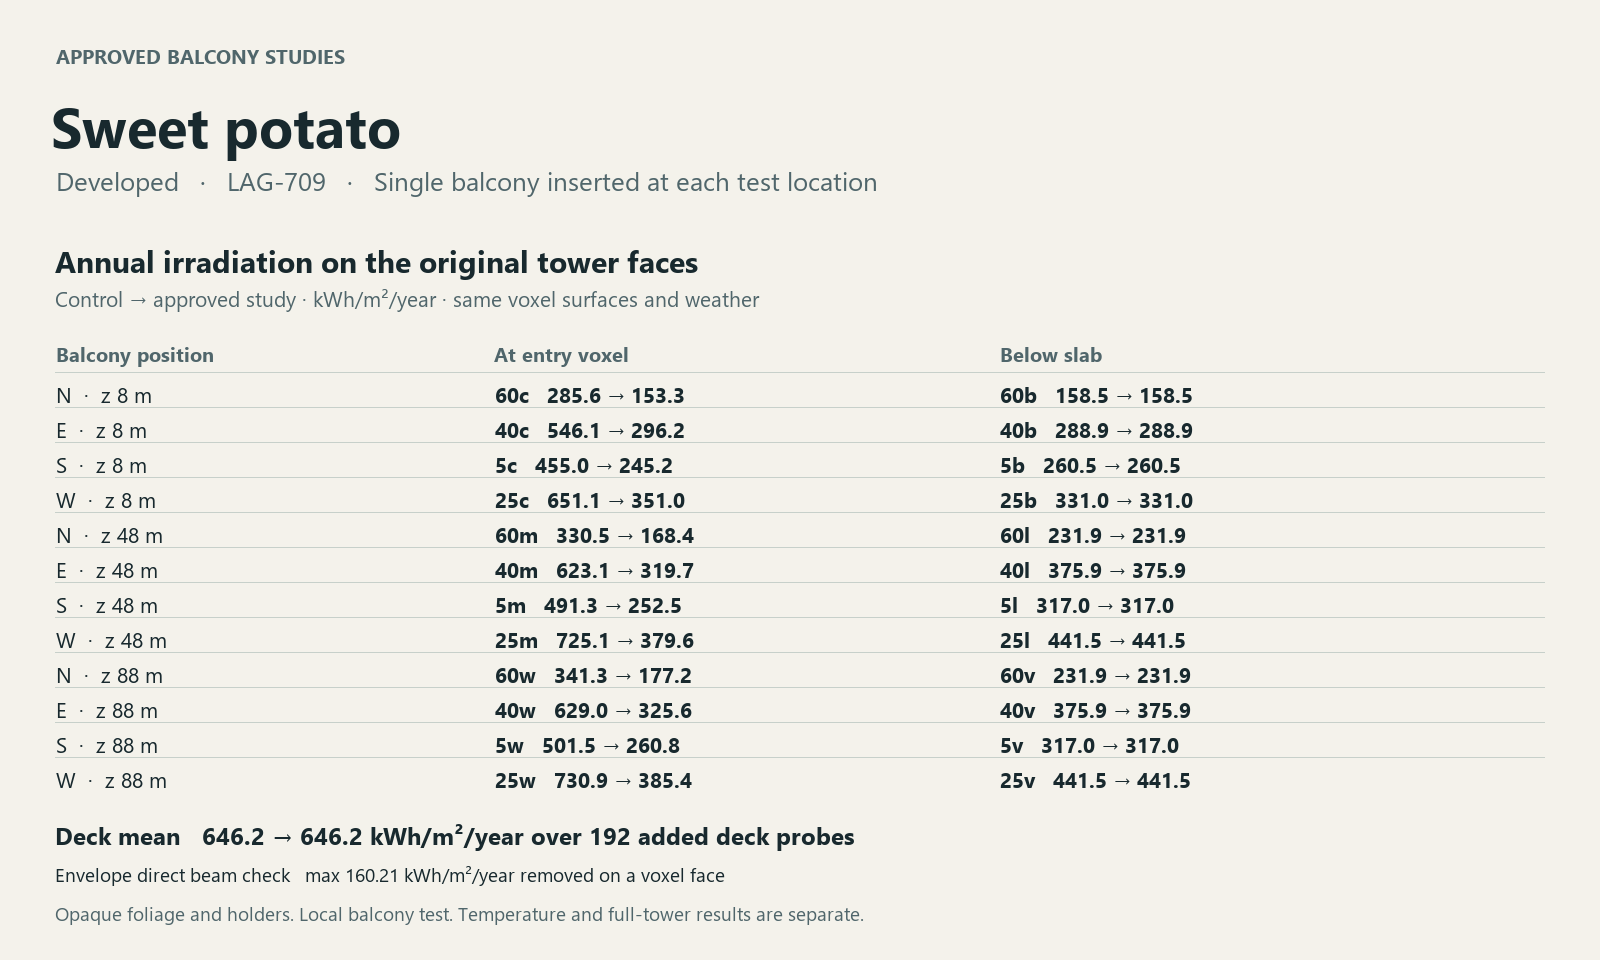 APPROVED BALCONY STUDIES
Sweet potato
Developed · LAG-709 · Single balcony inserted at each test location
Annual irradiation on the original tower faces
Control → approved study · kWh/m²/year · same voxel surfaces and weather
Balcony position At entry voxel Below slab
N · z 8 m 60c 285.6 → 153.3 60b 158.5 → 158.5
E · z 8 m 40c 546.1 → 296.2 40b 288.9 → 288.9
S · z 8 m 5c 455.0 → 245.2 5b 260.5 → 260.5
W · z 8 m 25c 651.1 → 351.0 25b 331.0 → 331.0
N · z 48 m 60m 330.5 → 168.4 60l 231.9 → 231.9
E · z 48 m 40m 623.1 → 319.7 40l 375.9 → 375.9
S · z 48 m 5m 491.3 → 252.5 5l 317.0 → 317.0
W · z 48 m 25m 725.1 → 379.6 25l 441.5 → 441.5
N · z 88 m 60w 341.3 → 177.2 60v 231.9 → 231.9
E · z 88 m 40w 629.0 → 325.6 40v 375.9 → 375.9
S · z 88 m 5w 501.5 → 260.8 5v 317.0 → 317.0
W · z 88 m 25w 730.9 → 385.4 25v 441.5 → 441.5
Deck mean 646.2 → 646.2 kWh/m²/year over 192 added deck probes
Envelope direct beam check max 160.21 kWh/m²/year removed on a voxel face
Opaque foliage and holders. Local balcony test. Temperature and full-tower results are separate.